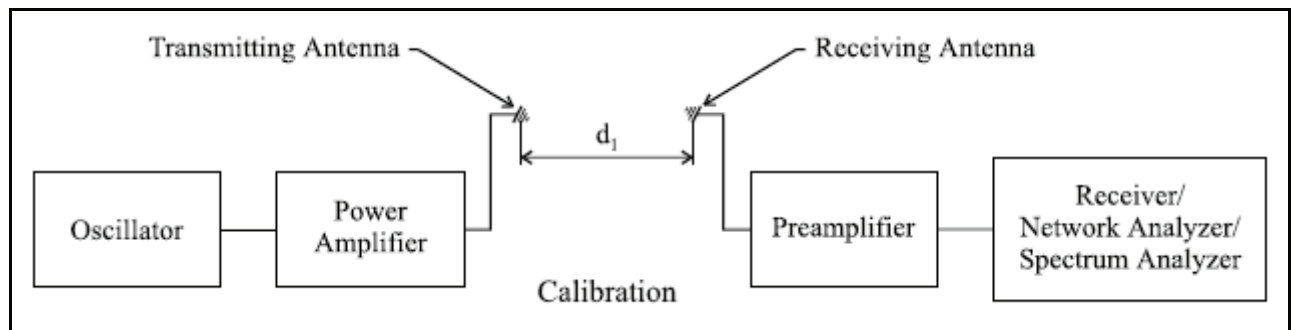 Transmitting Antenna
Receiving Antenna
d₁
Oscillator
Power
Amplifier
Preamplifier
Receiver/
Network Analyzer/
Spectrum Analyzer
Calibration